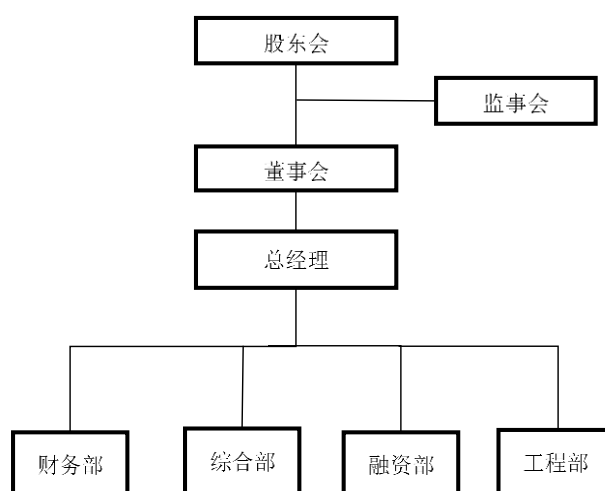 股东会
监事会
董事会
总经理
财务部
综合部
融资部
工程部